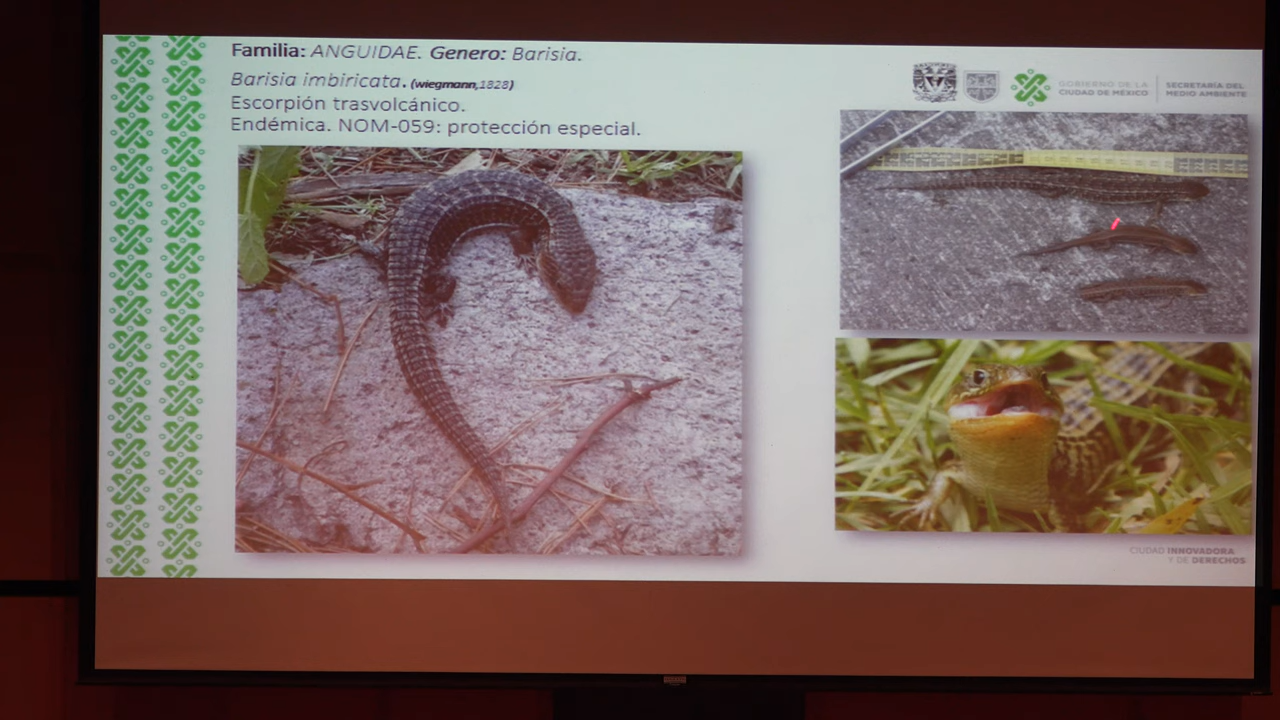 Familia: ANGUIDAE. Genero: Barisia.
Barisia imbiricata. (wiegmann,1828)
Escorpión trasvolcánico.
Endémica. NOM-059: protección especial.
GOBIERNO DE LA
CIUDAD DE MÉXICO
SECRETARÍA DEL
MEDIO AMBIENTE
CIUDAD INNOVADORA
Y DE DERECHOS